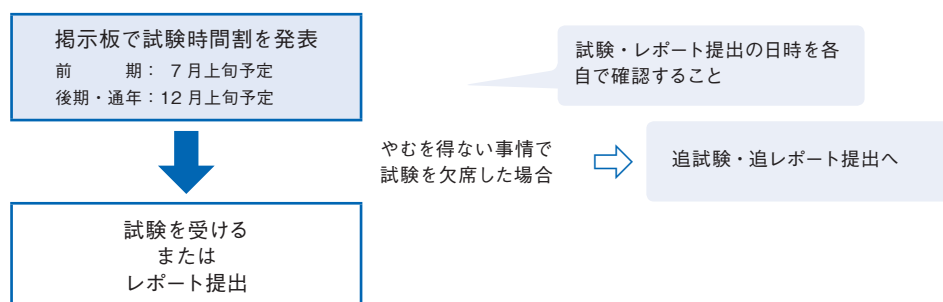 掲示板で試験時間割を発表
前　　期： 7月上旬予定
後期・通年：12月上旬予定
試験・レポート提出の日時を各
自で確認すること
やむを得ない事情で
試験を欠席した場合
追試験・追レポート提出へ
試験を受ける
または
レポート提出